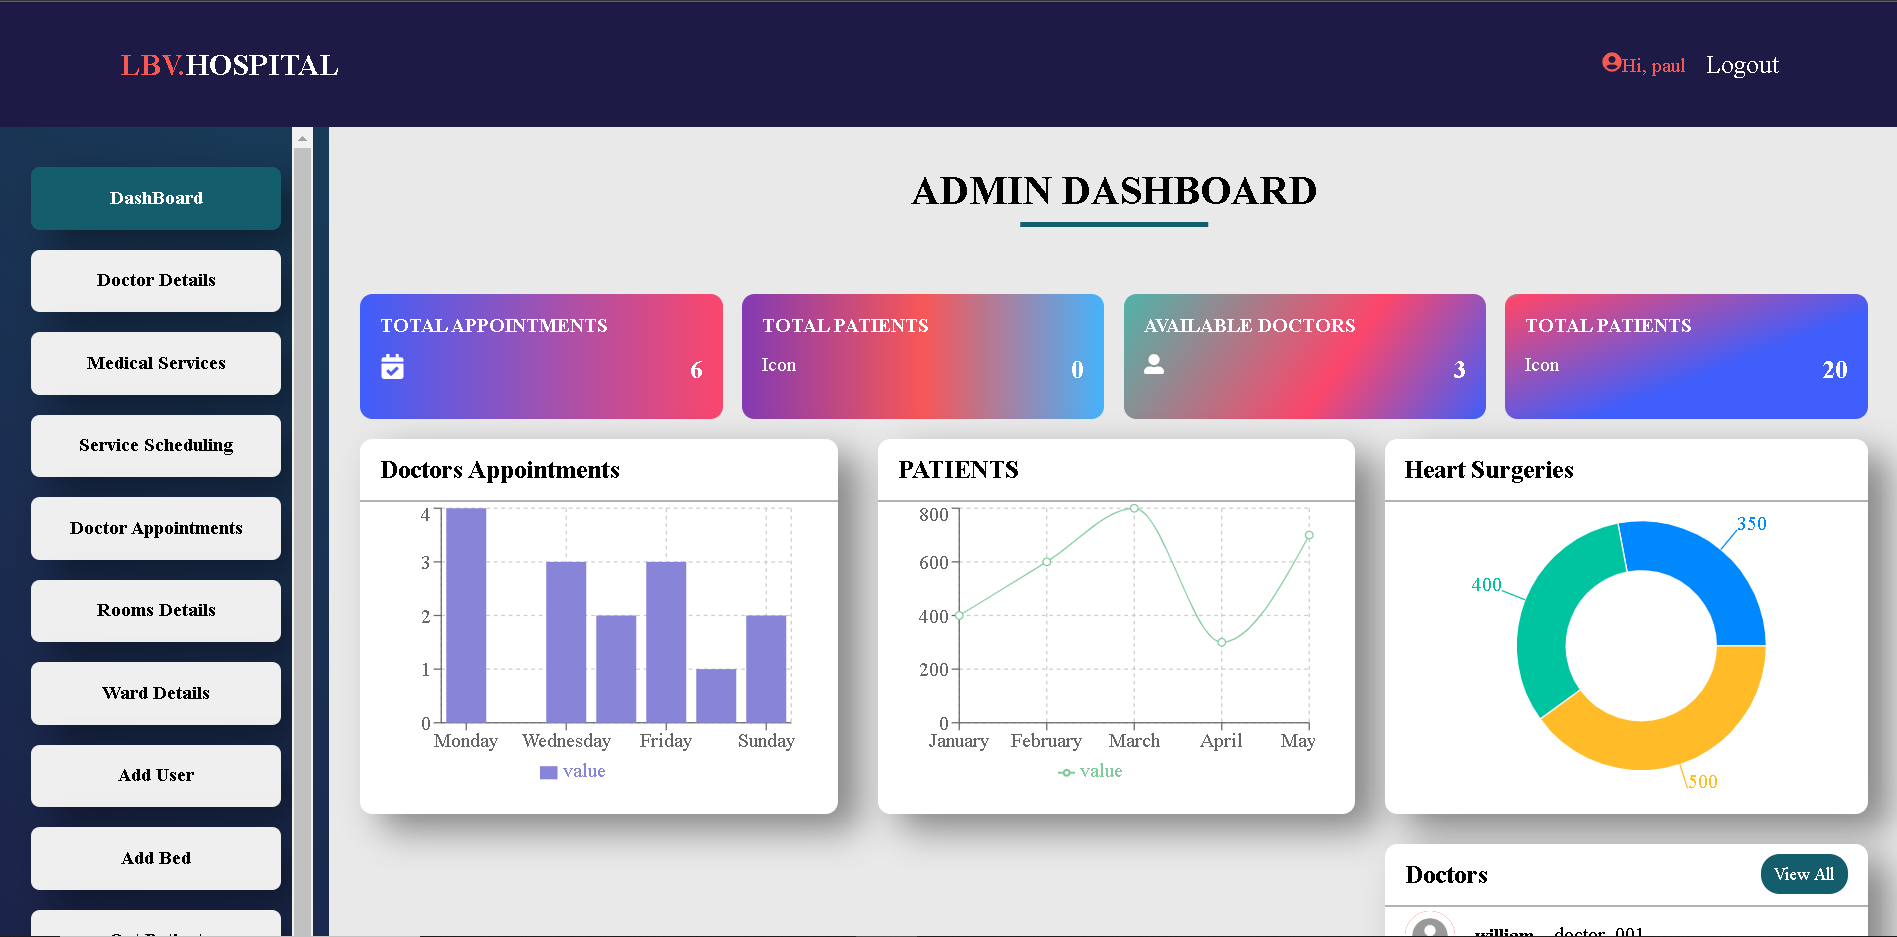 LBV.HOSPITAL
Hi, paul
Logout
DashBoard
Doctor Details
Medical Services
Service Scheduling
Doctor Appointments
Rooms Details
Ward Details
Add User
Add Bed
ADMIN DASHBOARD
TOTAL APPOINTMENTS
6
TOTAL PATIENTS
Icon
0
AVAILABLE DOCTORS
3
TOTAL PATIENTS
Icon
20
Doctors Appointments
4
3
2
1
0
Monday Wednesday Friday Sunday
value
PATIENTS
800
600
400
200
0
January February March April May
value
Heart Surgeries
350
400
500
Doctors
View All
william doctor 001